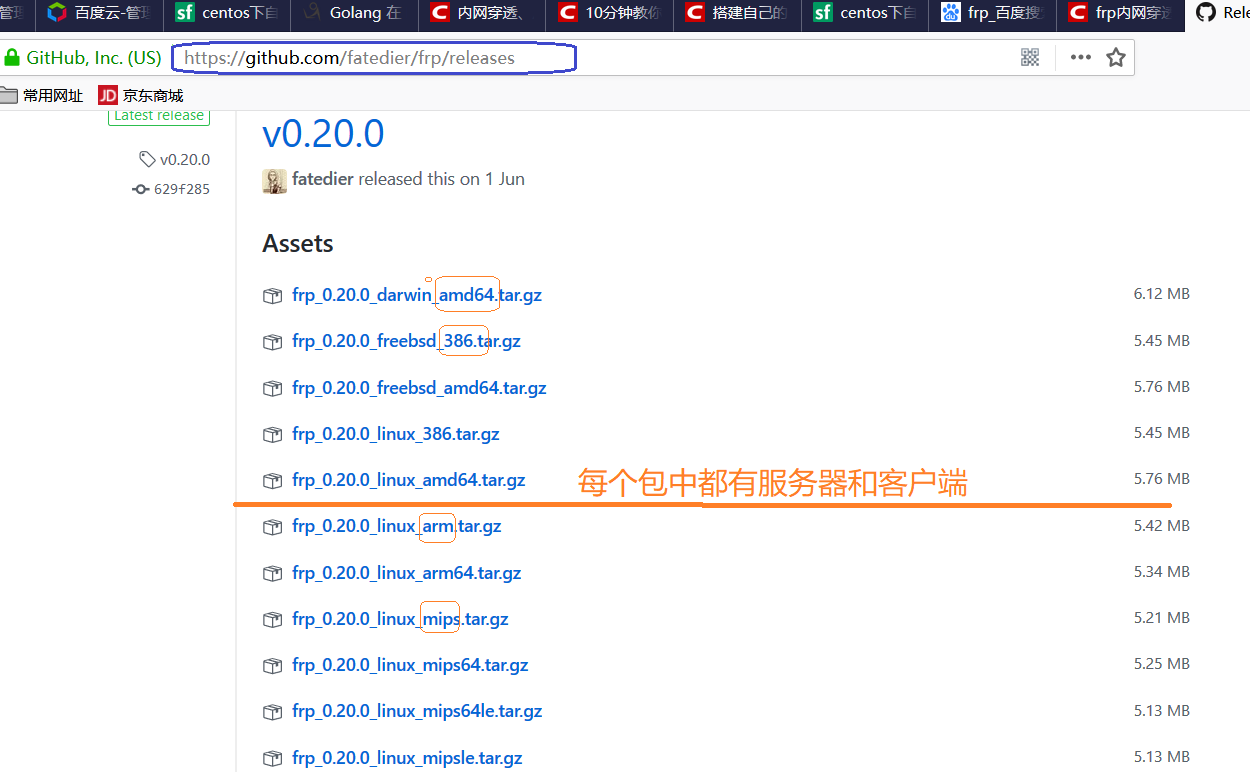 管理 百度云-管理 centos下自 Golang 在 内网穿透、 10分钟教你 搭建自己的 centos下自 frp_百度搜 frp内网穿透 Rele
GitHub, Inc. (US) https://github.com/fatedier/frp/releases
常用网址 JD 京东商城
Latest release
v0.20.0
v0.20.0
629f285
fatedier released this on 1 Jun
Assets
frp_0.20.0_darwin_amd64.tar.gz 6.12 MB
frp_0.20.0_freebsd_386.tar.gz 5.45 MB
frp_0.20.0_freebsd_amd64.tar.gz 5.76 MB
frp_0.20.0_linux_386.tar.gz 5.45 MB
frp_0.20.0_linux_amd64.tar.gz 每个包中都有服务器和客户端 5.76 MB
frp_0.20.0_linux_arm.tar.gz 5.42 MB
frp_0.20.0_linux_arm64.tar.gz 5.34 MB
frp_0.20.0_linux_mips.tar.gz 5.21 MB
frp_0.20.0_linux_mips64.tar.gz 5.25 MB
frp_0.20.0_linux_mips64le.tar.gz 5.13 MB
frp_0.20.0_linux_mipsle.tar.gz 5.13 MB